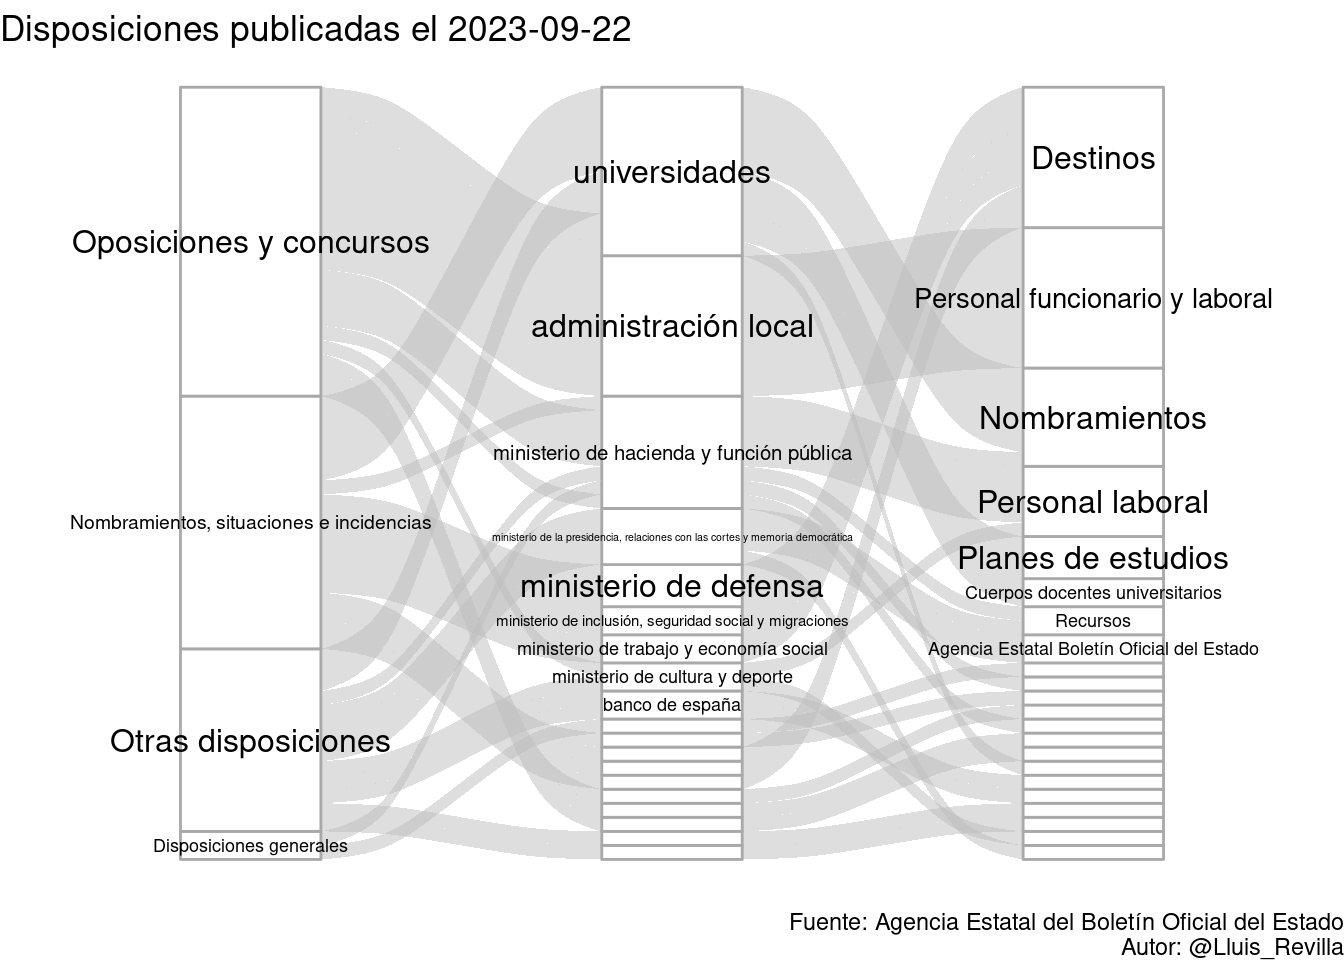 Disposiciones publicadas el 2023-09-22
Oposiciones y concursos
Nombramientos, situaciones e incidencias
Otras disposiciones
Disposiciones generales
universidades
administración local
ministerio de hacienda y función pública
ministerio de la presidencia, relaciones con las cortes y memoria democrática
ministerio de defensa
ministerio de inclusión, seguridad social y migraciones
ministerio de trabajo y economía social
ministerio de cultura y deporte
banco de españa
Destinos
Personal funcionario y laboral
Nombramientos
Personal laboral
Planes de estudios
Cuerpos docentes universitarios
Recursos
Agencia Estatal Boletín Oficial del Estado
Fuente: Agencia Estatal del Boletín Oficial del Estado
Autor: @Lluis_Revilla